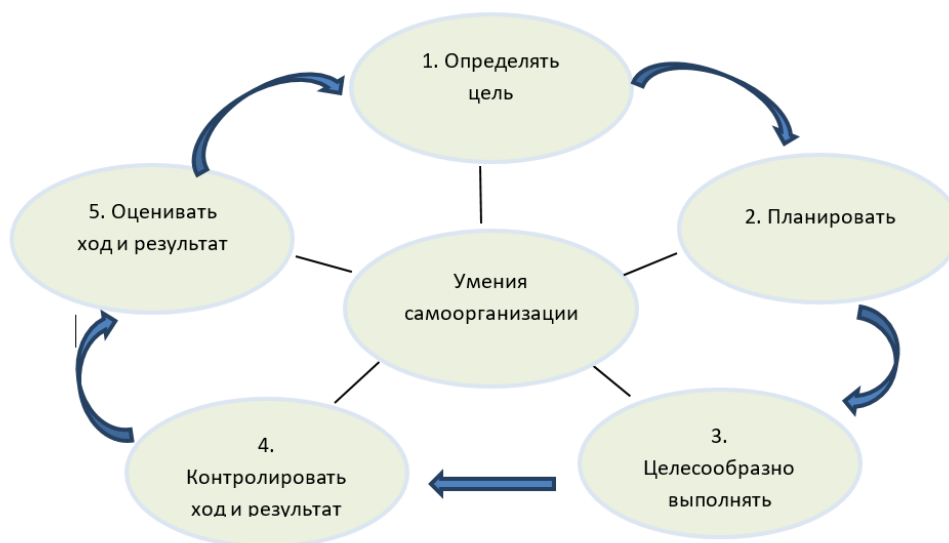 1. Определять
цель
2. Планировать
3.
Целесообразно
выполнять
4.
Контролировать
ход и результат
5. Оценивать
ход и результат
Умения
самоорганизации